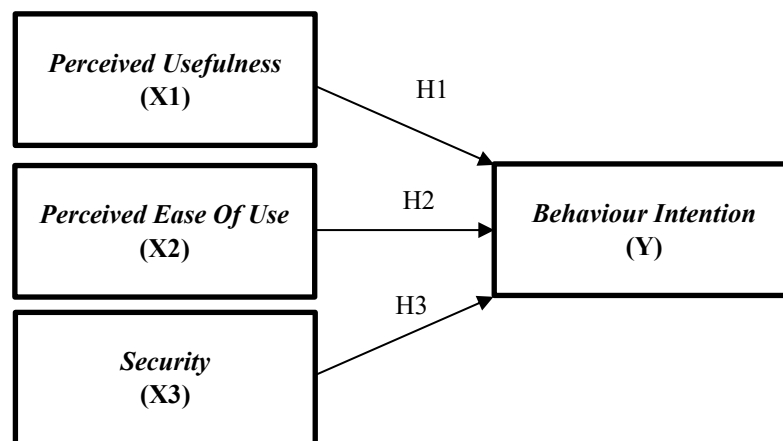 Perceived Usefulness
(X1)
H1
Perceived Ease Of Use
(X2)
H2
Behaviour Intention
(Y)
H3
Security
(X3)